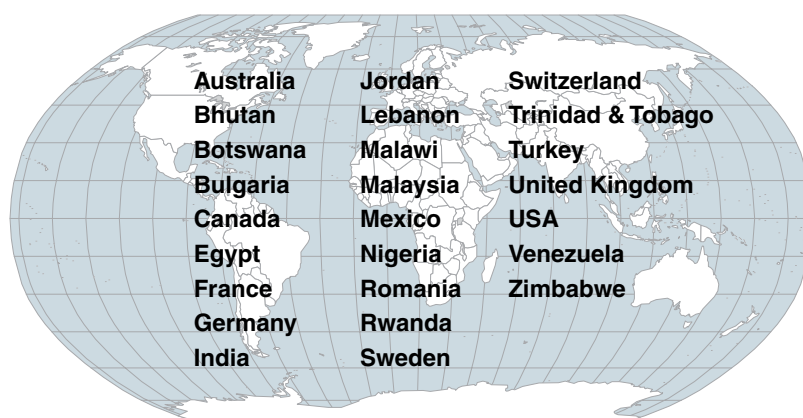 Australia
Bhutan
Botswana
Bulgaria
Canada
Egypt
France
Germany
India
Jordan
Lebanon
Malawi
Malaysia
Mexico
Nigeria
Romania
Rwanda
Sweden
Switzerland
Trinidad & Tobago
Turkey
United Kingdom
USA
Venezuela
Zimbabwe